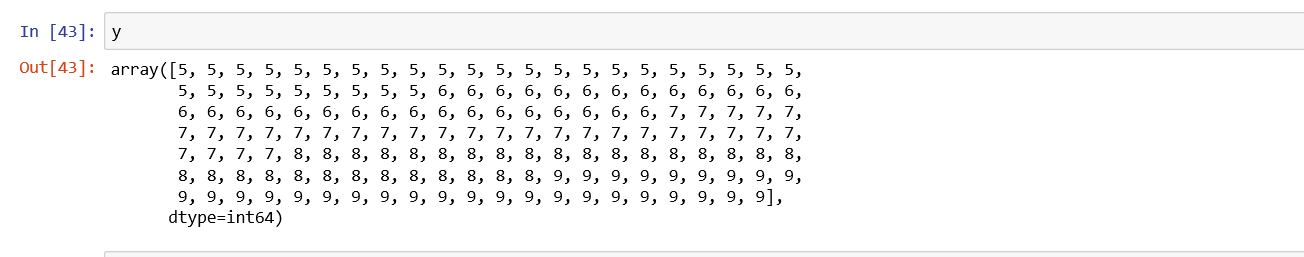 In [43]: y
Out[43]: array([5, 5, 5, 5, 5, 5, 5, 5, 5, 5, 5, 5, 5, 5, 5, 5, 5, 5, 5, 5, 5, 5,
5, 5, 5, 5, 5, 5, 5, 5, 5, 6, 6, 6, 6, 6, 6, 6, 6, 6, 6, 6, 6, 6,
6, 6, 6, 6, 6, 6, 6, 6, 6, 6, 6, 6, 6, 6, 6, 6, 6, 7, 7, 7, 7, 7,
7, 7, 7, 7, 7, 7, 7, 7, 7, 7, 7, 7, 7, 7, 7, 7, 7, 7, 7, 7, 7, 7,
7, 7, 7, 7, 8, 8, 8, 8, 8, 8, 8, 8, 8, 8, 8, 8, 8, 8, 8, 8, 8, 8,
8, 8, 8, 8, 8, 8, 8, 8, 8, 8, 8, 8, 8, 9, 9, 9, 9, 9, 9, 9, 9, 9,
9, 9, 9, 9, 9, 9, 9, 9, 9, 9, 9, 9, 9, 9, 9, 9, 9, 9, 9, 9, 9],
dtype=int64)